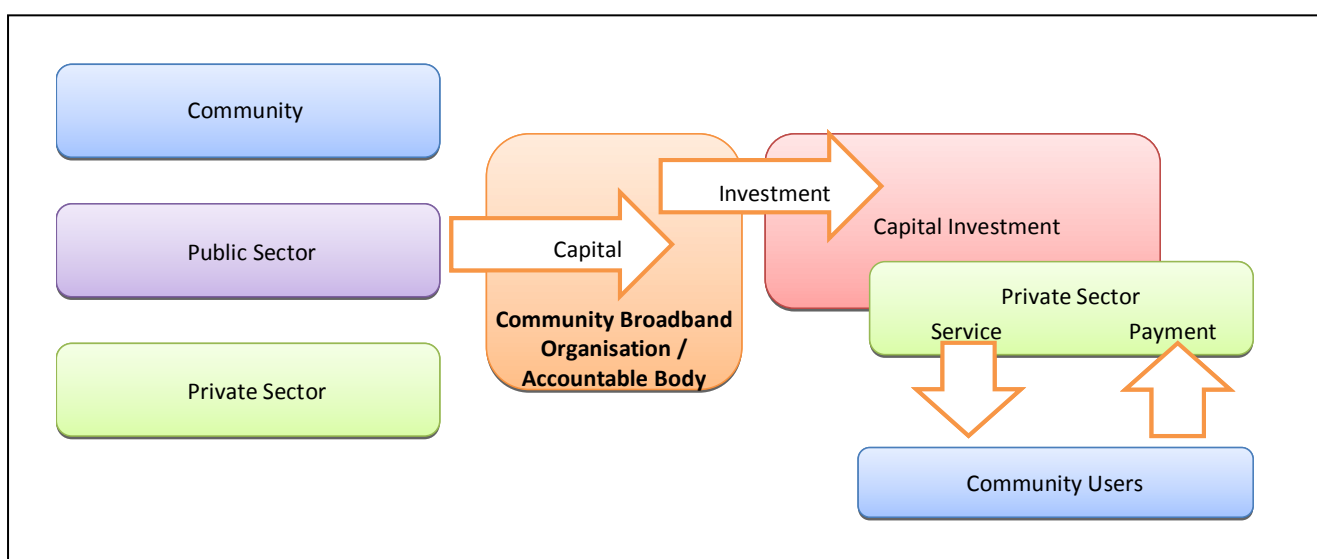 Community
Public Sector
Private Sector
Capital
Community Broadband
Organisation /
Accountable Body
Investment
Capital Investment
Private Sector
Service
Payment
Community Users